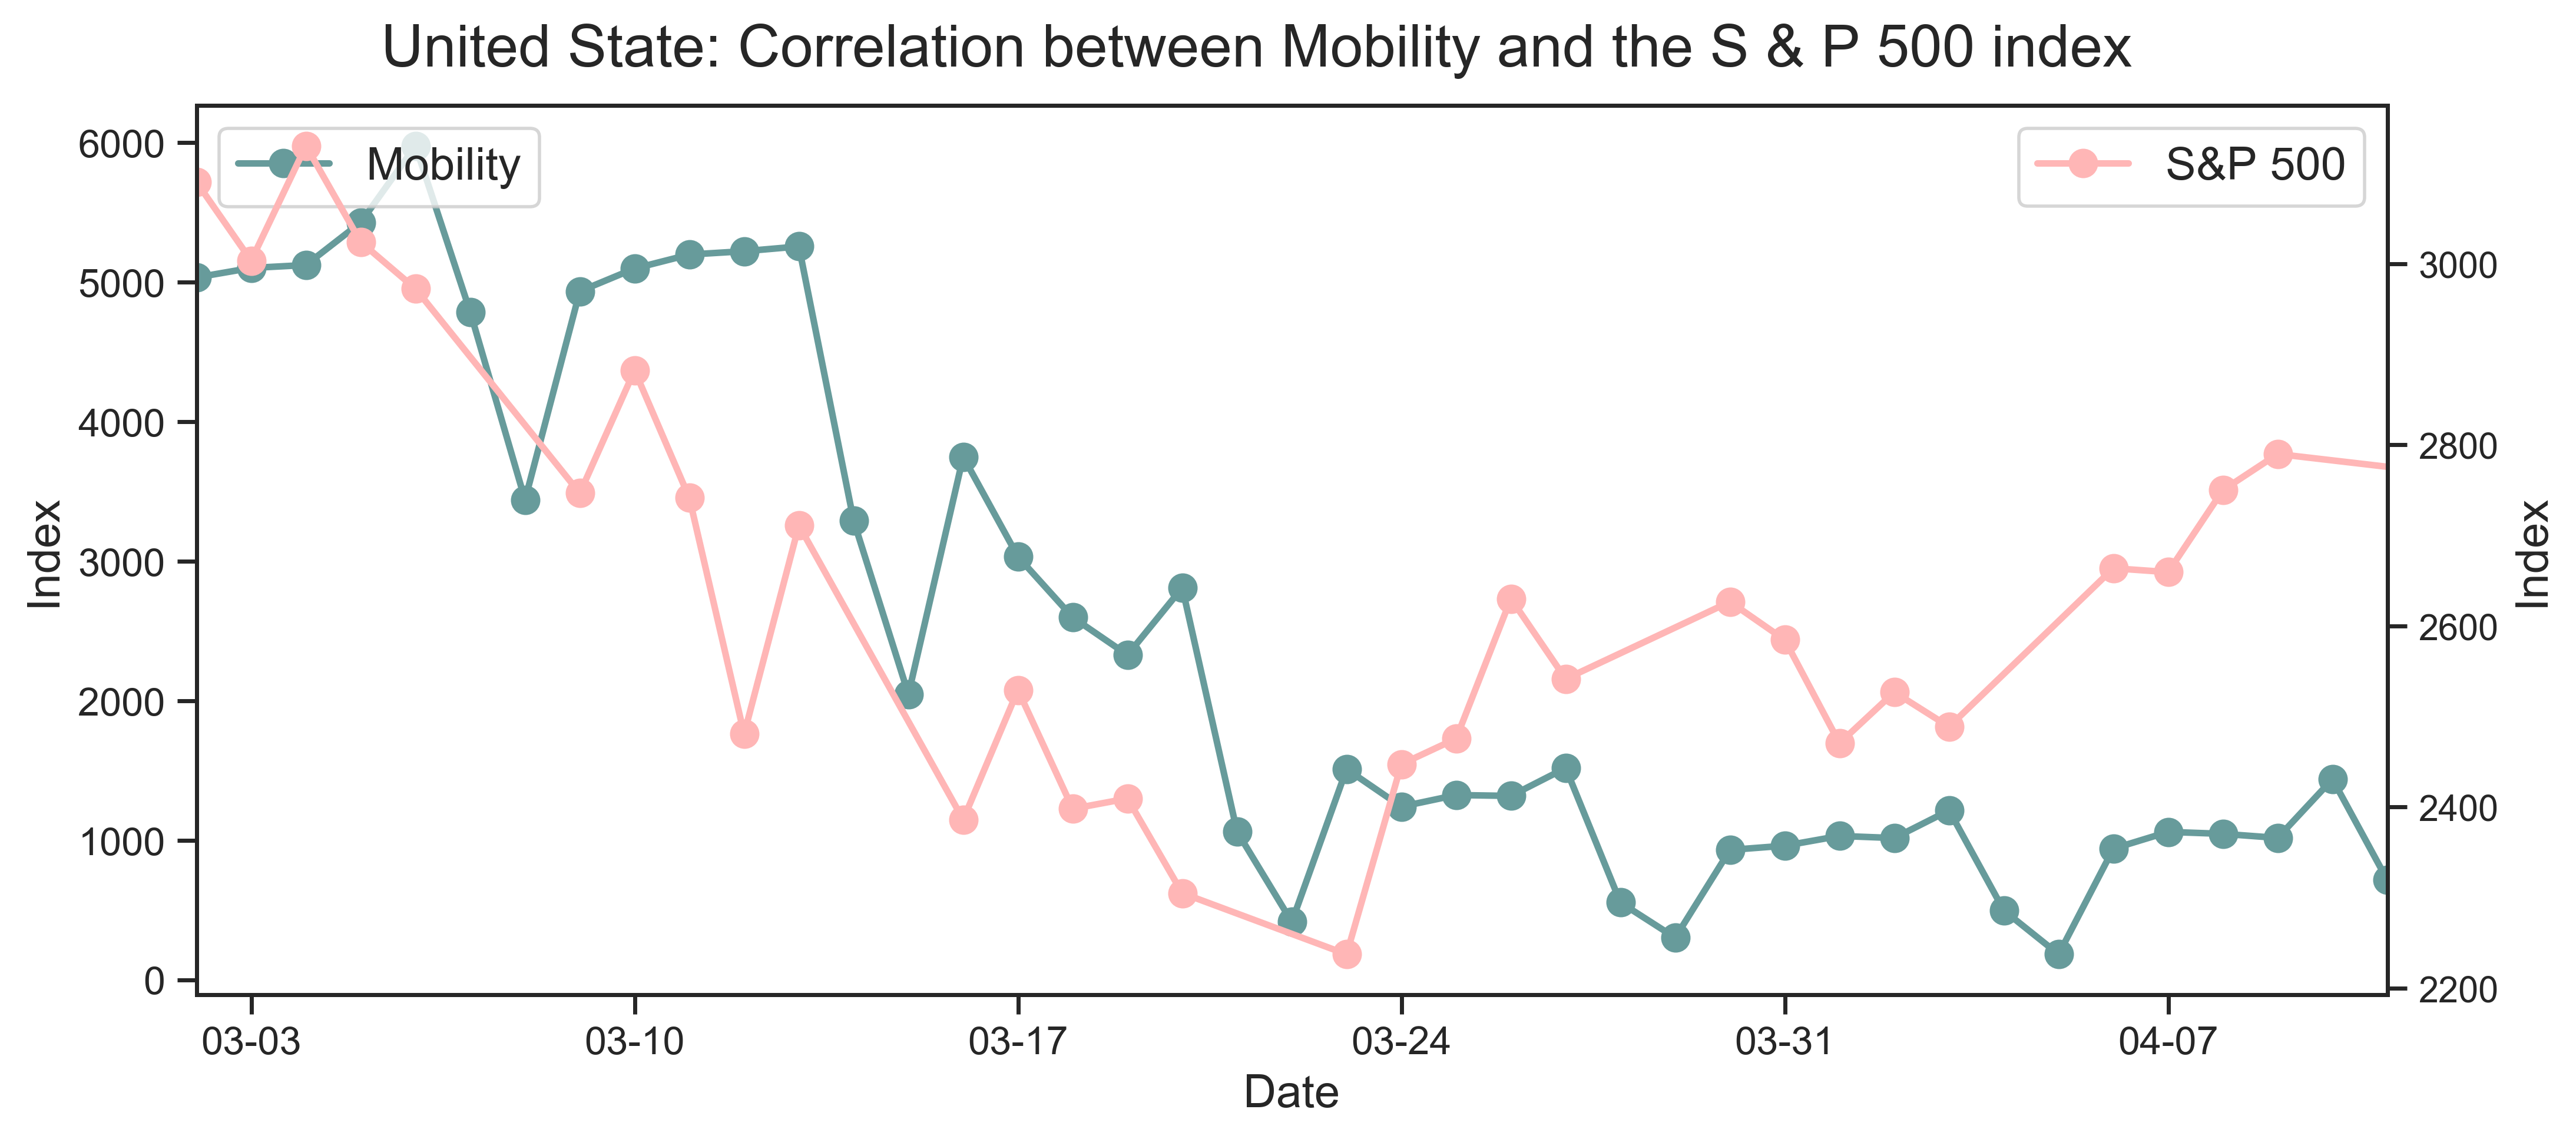 United State: Correlation between Mobility and the S & P 500 index
Mobility
S&P 500
6000
5000
4000
3000
2000
1000
0
Index
3000
2800
2600
2400
2200
Index
03-03 03-10 03-17 03-24 03-31 04-07
Date